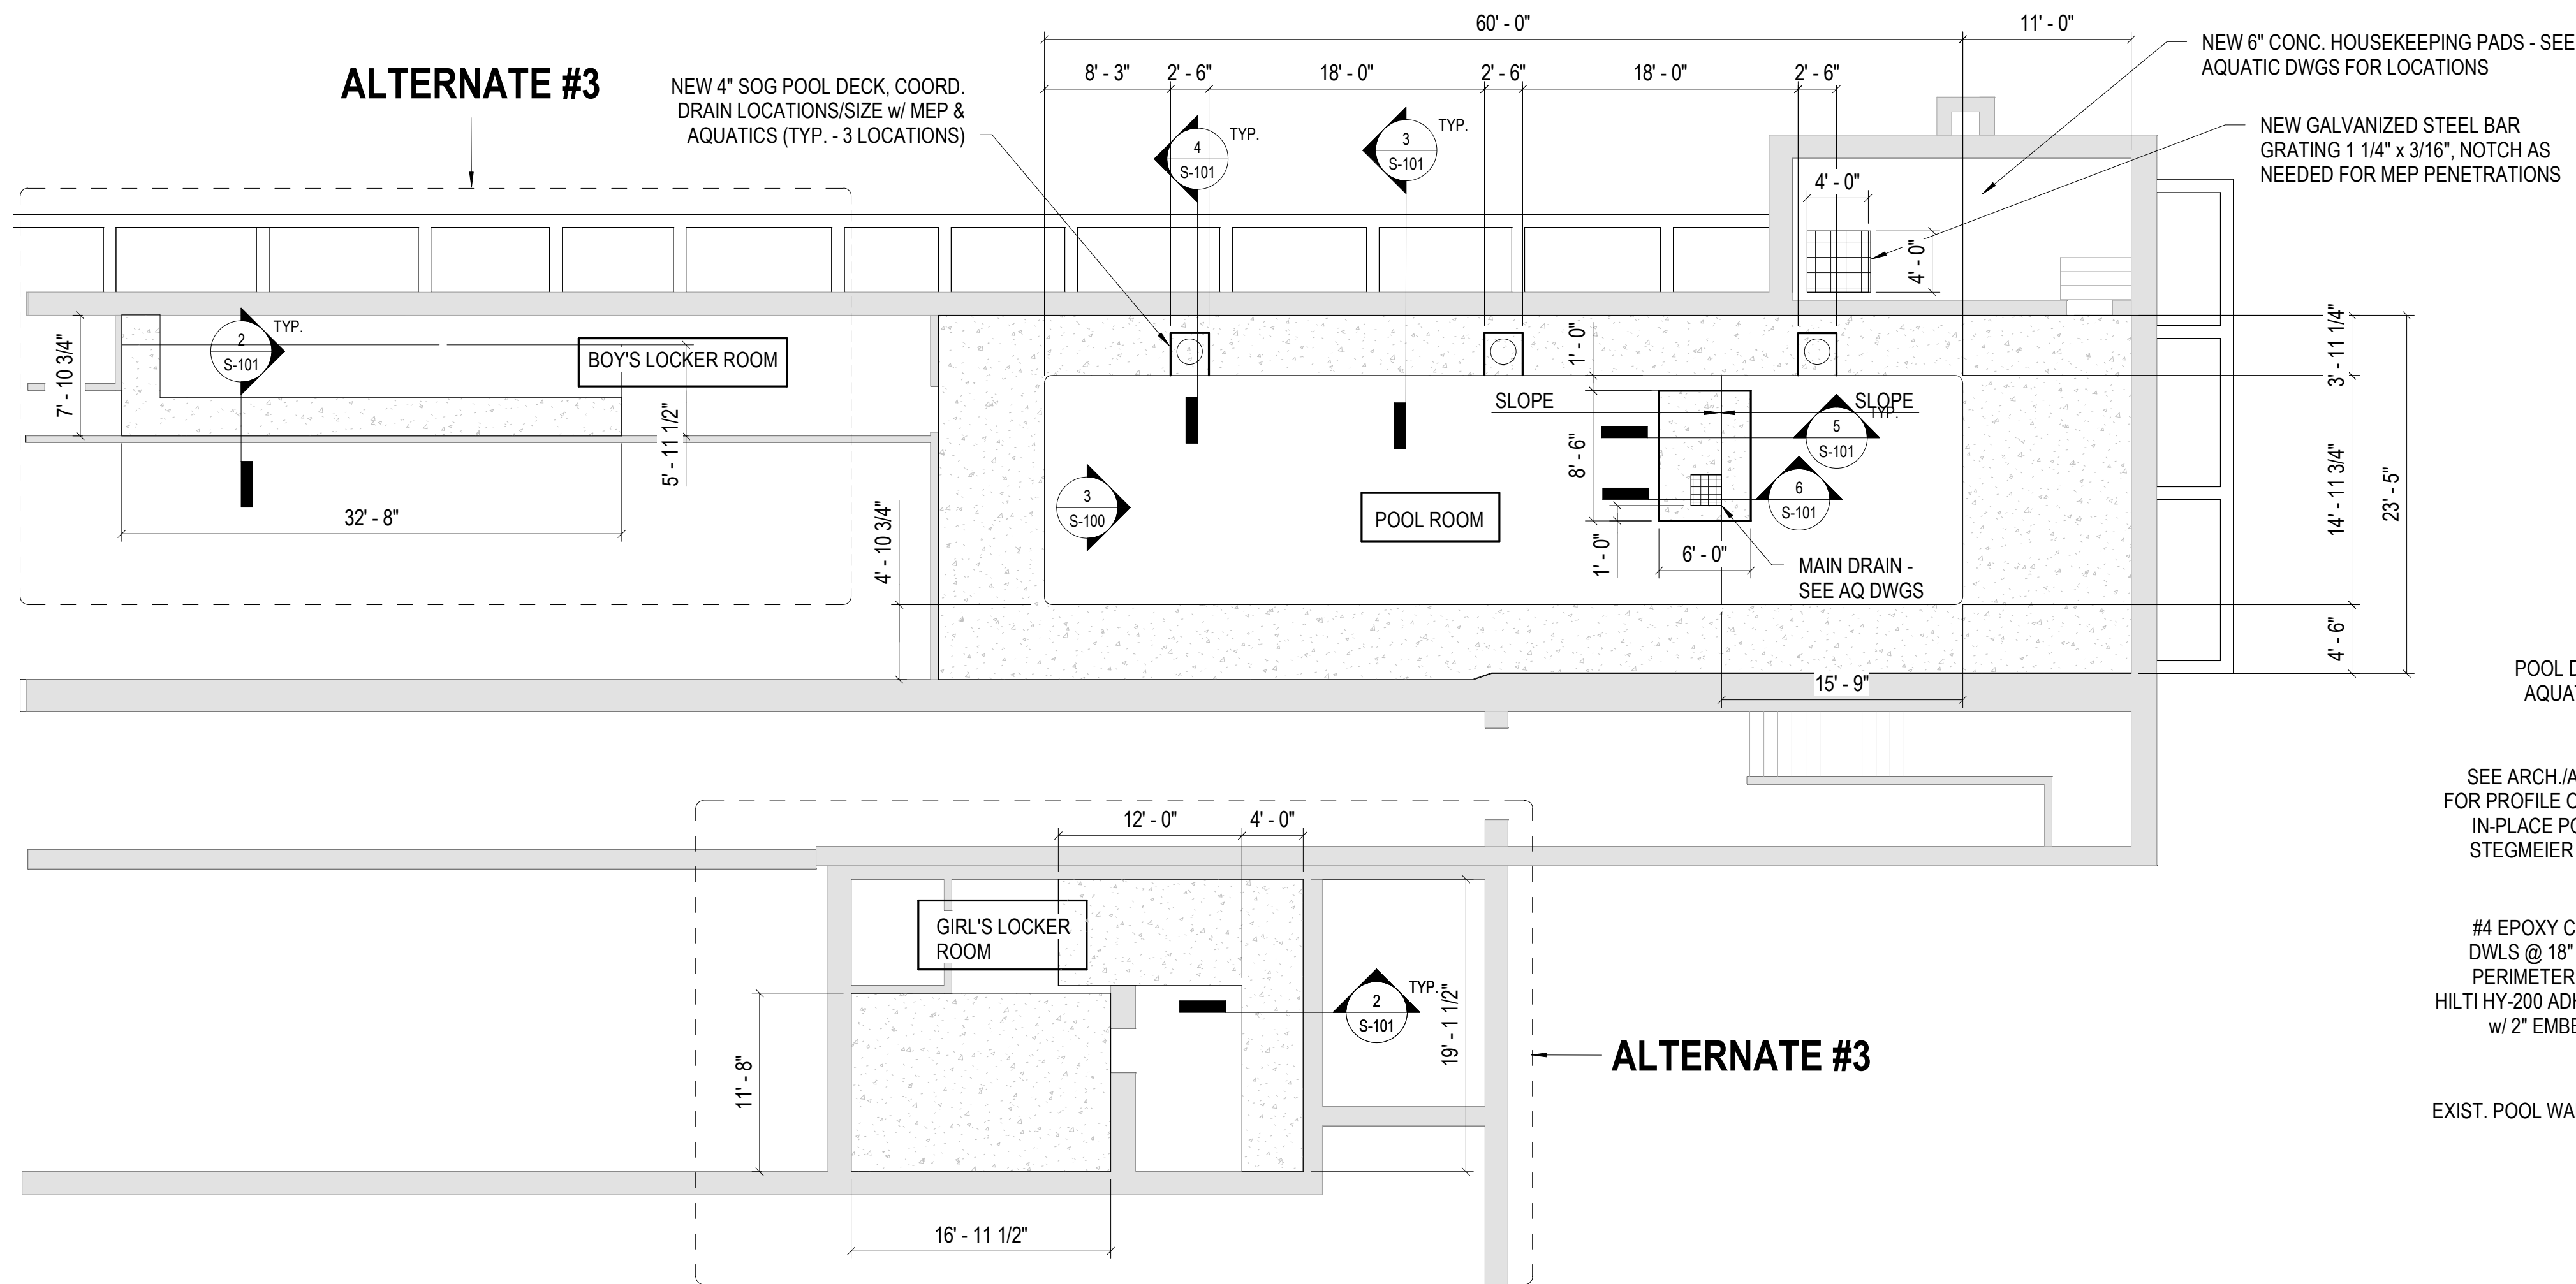 60' - 0"
11' - 0"
8' - 3"
2' - 6"
18' - 0"
2' - 6"
18' - 0"
2' - 6"
NEW 6" CONC. HOUSEKEEPING PADS - SEE
AQUATIC DWGS FOR LOCATIONS
ALTERNATE #3
NEW 4" SOG POOL DECK, COORD.
DRAIN LOCATIONS/SIZE w/ MEP &
AQUATICS (TYP. - 3 LOCATIONS)
4
S-101
TYP.
3
S-101
TYP.
NEW GALVANIZED STEEL BAR
GRATING 1 1/4" x 3/16", NOTCH AS
NEEDED FOR MEP PENETRATIONS
4' - 0"
4' - 0"
2
S-101
TYP.
BOY'S LOCKER ROOM
7' - 10 3/4"
5' - 11 1/2"
32' - 8"
1' - 0"
3' - 11 1/4"
SLOPE
SLOPE
TYP.
5
S-101
8' - 6"
6
S-101
3
S-100
POOL ROOM
14' - 11 3/4"
23' - 5"
4' - 10 3/4"
1' - 0"
6' - 0"
MAIN DRAIN -
SEE AQ DWGS
4' - 6"
15' - 9"
POOL D
AQUAT
SEE ARCH./A
FOR PROFILE O
IN-PLACE PO
STEGMEIER
12' - 0"
4' - 0"
GIRL'S LOCKER
ROOM
2
S-101
TYP.
19' - 1 1/2"
11' - 8"
16' - 11 1/2"
ALTERNATE #3
#4 EPOXY C
DWLS @ 18"
PERIMETER
HILTI HY-200 ADH
w/ 2" EMBE
EXIST. POOL WA